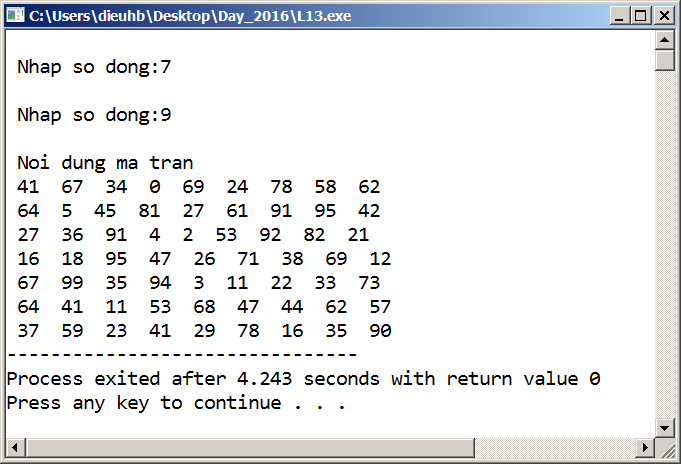 C:\Users\dieuhb\Desktop\Day_2016\L13.exe
Nhap so dong:7
Nhap so dong:9
Noi dung ma tran
41 67 34 0 69 24 78 58 62
64 5 45 81 27 61 91 95 42
27 36 91 4 2 53 92 82 21
16 18 95 47 26 71 38 69 12
67 99 35 94 3 11 22 33 73
64 41 11 53 68 47 44 62 57
37 59 23 41 29 78 16 35 90
--------------------------------
Process exited after 4.243 seconds with return value 0
Press any key to continue . . .